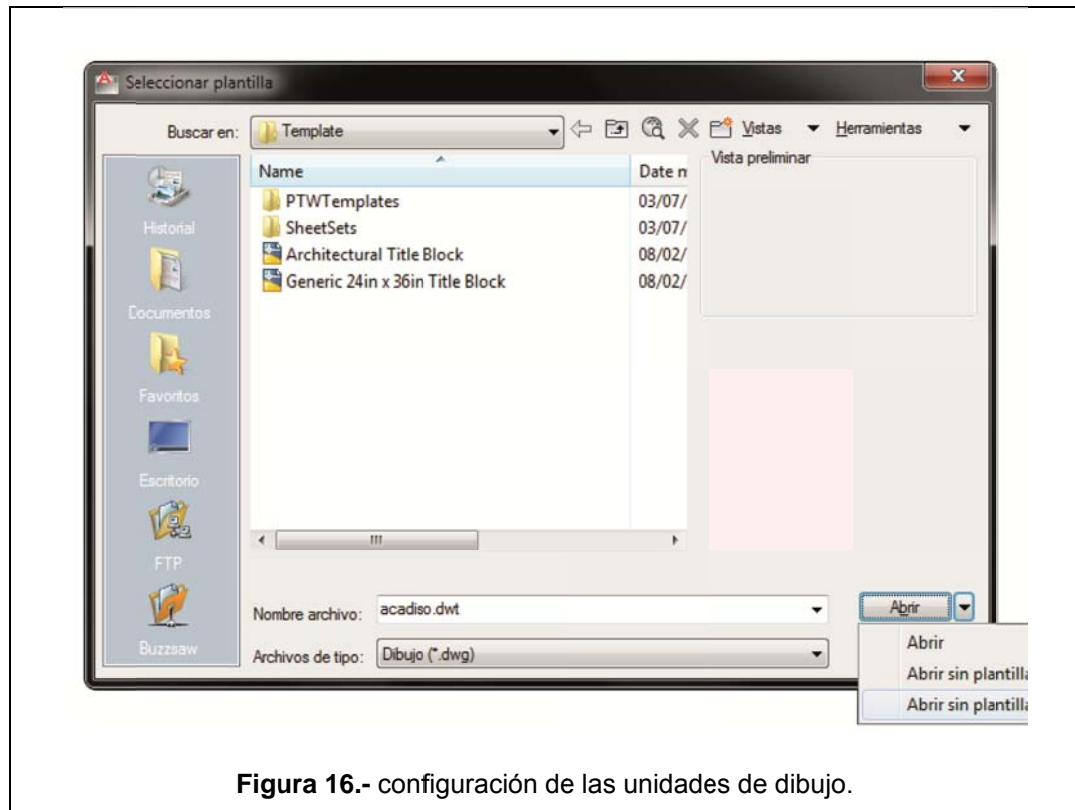 Seleccionar plantilla
Buscar en: Template Vistas Herramientas
Name Date m
Vista preliminar
PTWTemplates 03/07/
SheetSets 03/07/
Architectural Title Block 08/02/
Generic 24in x 36in Title Block 08/02/
Historial
Documentos
Favoritos
Escritorio
FTP
Buzzsaw
Nombre archivo: acadiso.dwt Abrir
Archivos de tipo: Dibujo (*.dwg)
Abrir
Abrir sin plantilla
Abrir sin plantilla
Figura 16.- configuración de las unidades de dibujo.